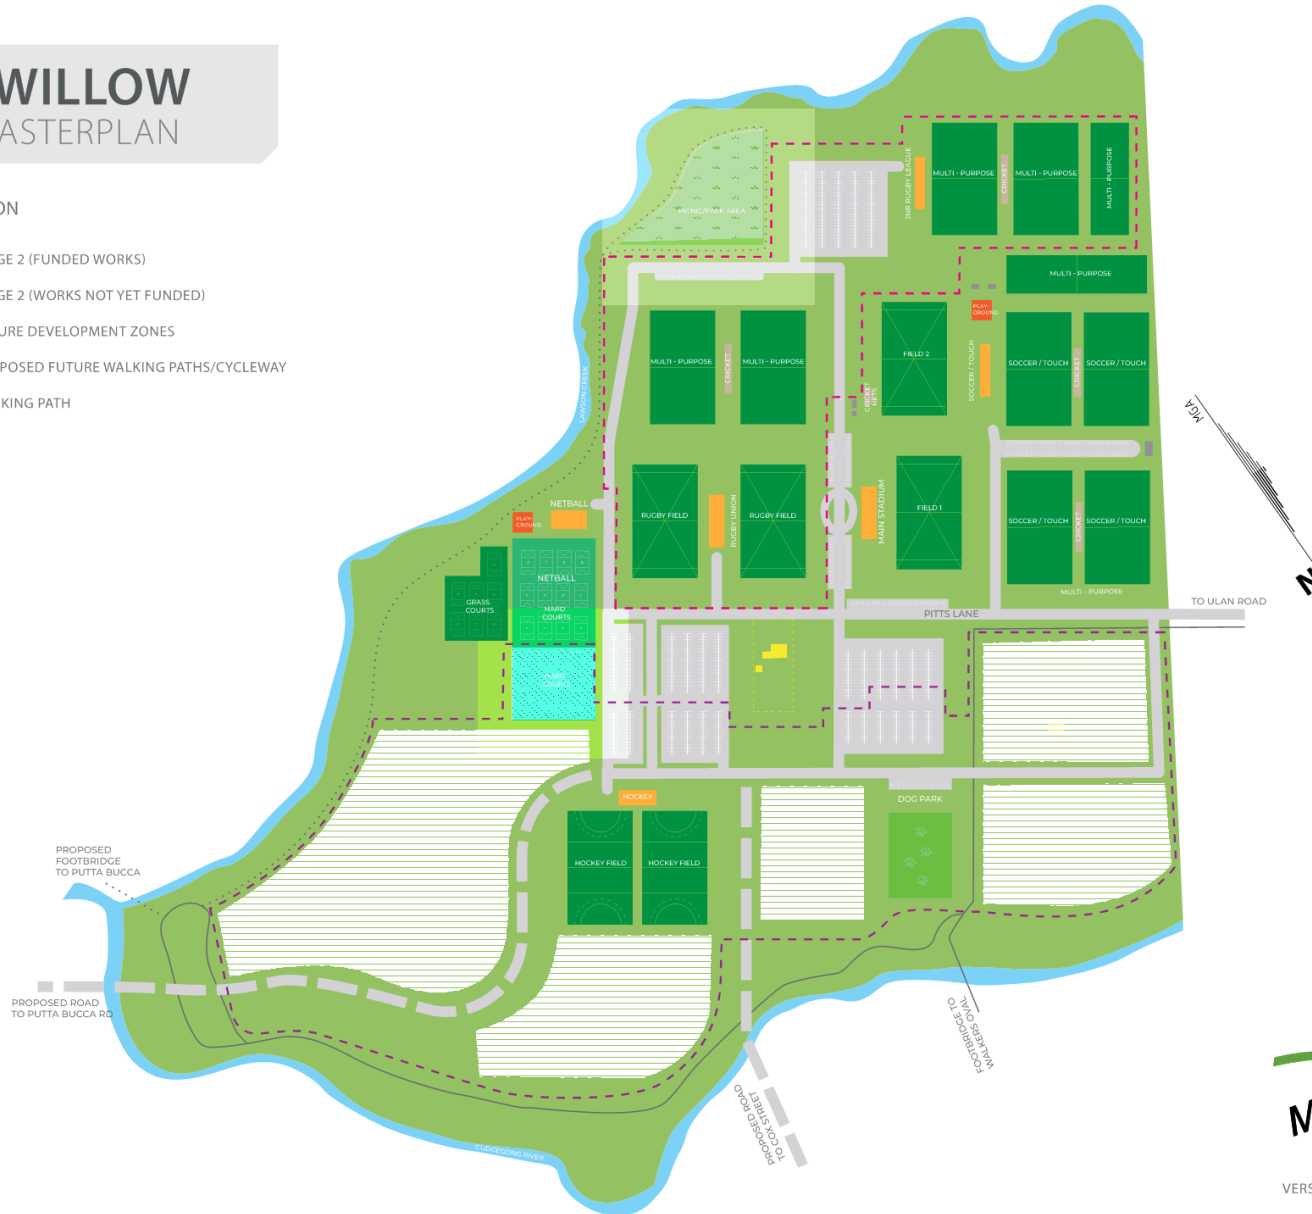 WILLOW
ASTERPLAN
ON
GE 2 (FUNDED WORKS)
GE 2 (WORKS NOT YET FUNDED)
URE DEVELOPMENT ZONES
POSED FUTURE WALKING PATHS/CYCLEWAY
KING PATH
PICNIC/PARK AREA
JNR RUGBY LEAGUE
MULTI - PURPOSE
CRICKET
MULTI - PURPOSE
MULTI - PURPOSE
MULTI - PURPOSE
PLAY-
GROUND
MULTI - PURPOSE
CRICKET
MULTI - PURPOSE
FIELD 2
CRICKET
NETS
SOCCER / TOUCH
SOCCER / TOUCH
CRICKET
SOCCER / TOUCH
LAWSON CREEK
MGA
NETBALL
PLAY-
GROUND
RUGBY FIELD
RUGBY UNION
RUGBY FIELD
MAIN STADIUM
FIELD 1
SOCCER / TOUCH
CRICKET
SOCCER / TOUCH
MULTI - PURPOSE
N
NETBALL
GRASS
COURTS
HARD
COURTS
HARD
COURTS
PITTS LANE
TO ULAN ROAD
HOCKEY
DOG PARK
HOCKEY FIELD
HOCKEY FIELD
PROPOSED
FOOTBRIDGE
TO PUTTA BUCCA
PROPOSED ROAD
TO PUTTA BUCCA RD
FOOTBRIDGE TO
WALKERS OVAL
PROPOSED ROAD
TO COX STREET
CUDGEGONG RIVER
M
VERS